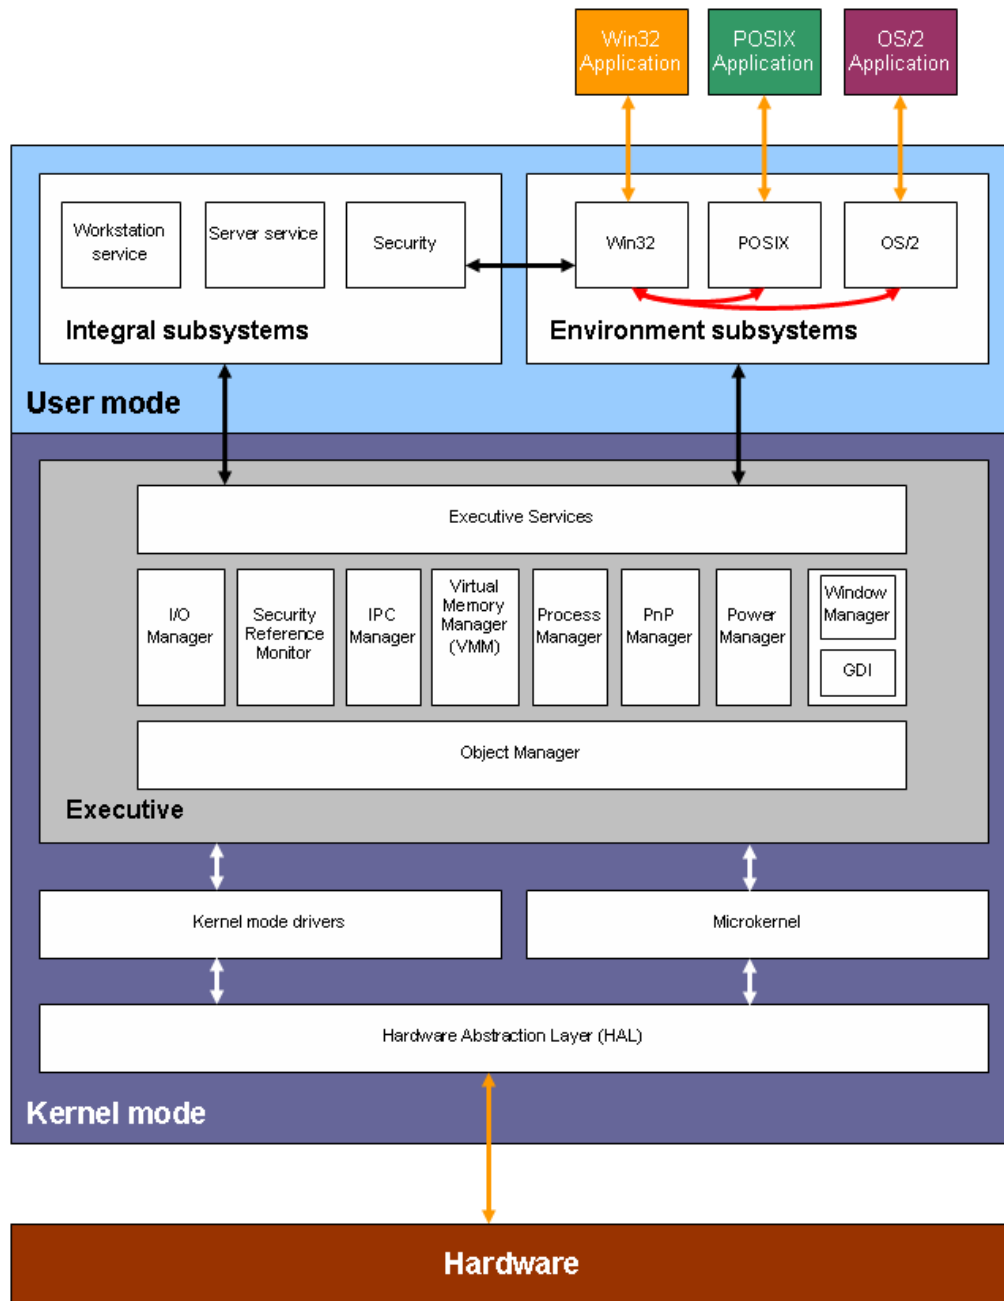 Win32
Application
POSIX
Application
OS/2
Application
Workstation
service
Server service
Security
Win32
POSIX
OS/2
Integral subsystems
Environment subsystems
User mode
Executive Services
I/O
Manager
Security
Reference
Monitor
IPC
Manager
Virtual
Memory
Manager
(VMM)
Process
Manager
PnP
Manager
Power
Manager
Window
Manager
GDI
Object Manager
Executive
Kernel mode drivers
Microkernel
Hardware Abstraction Layer (HAL)
Kernel mode
Hardware